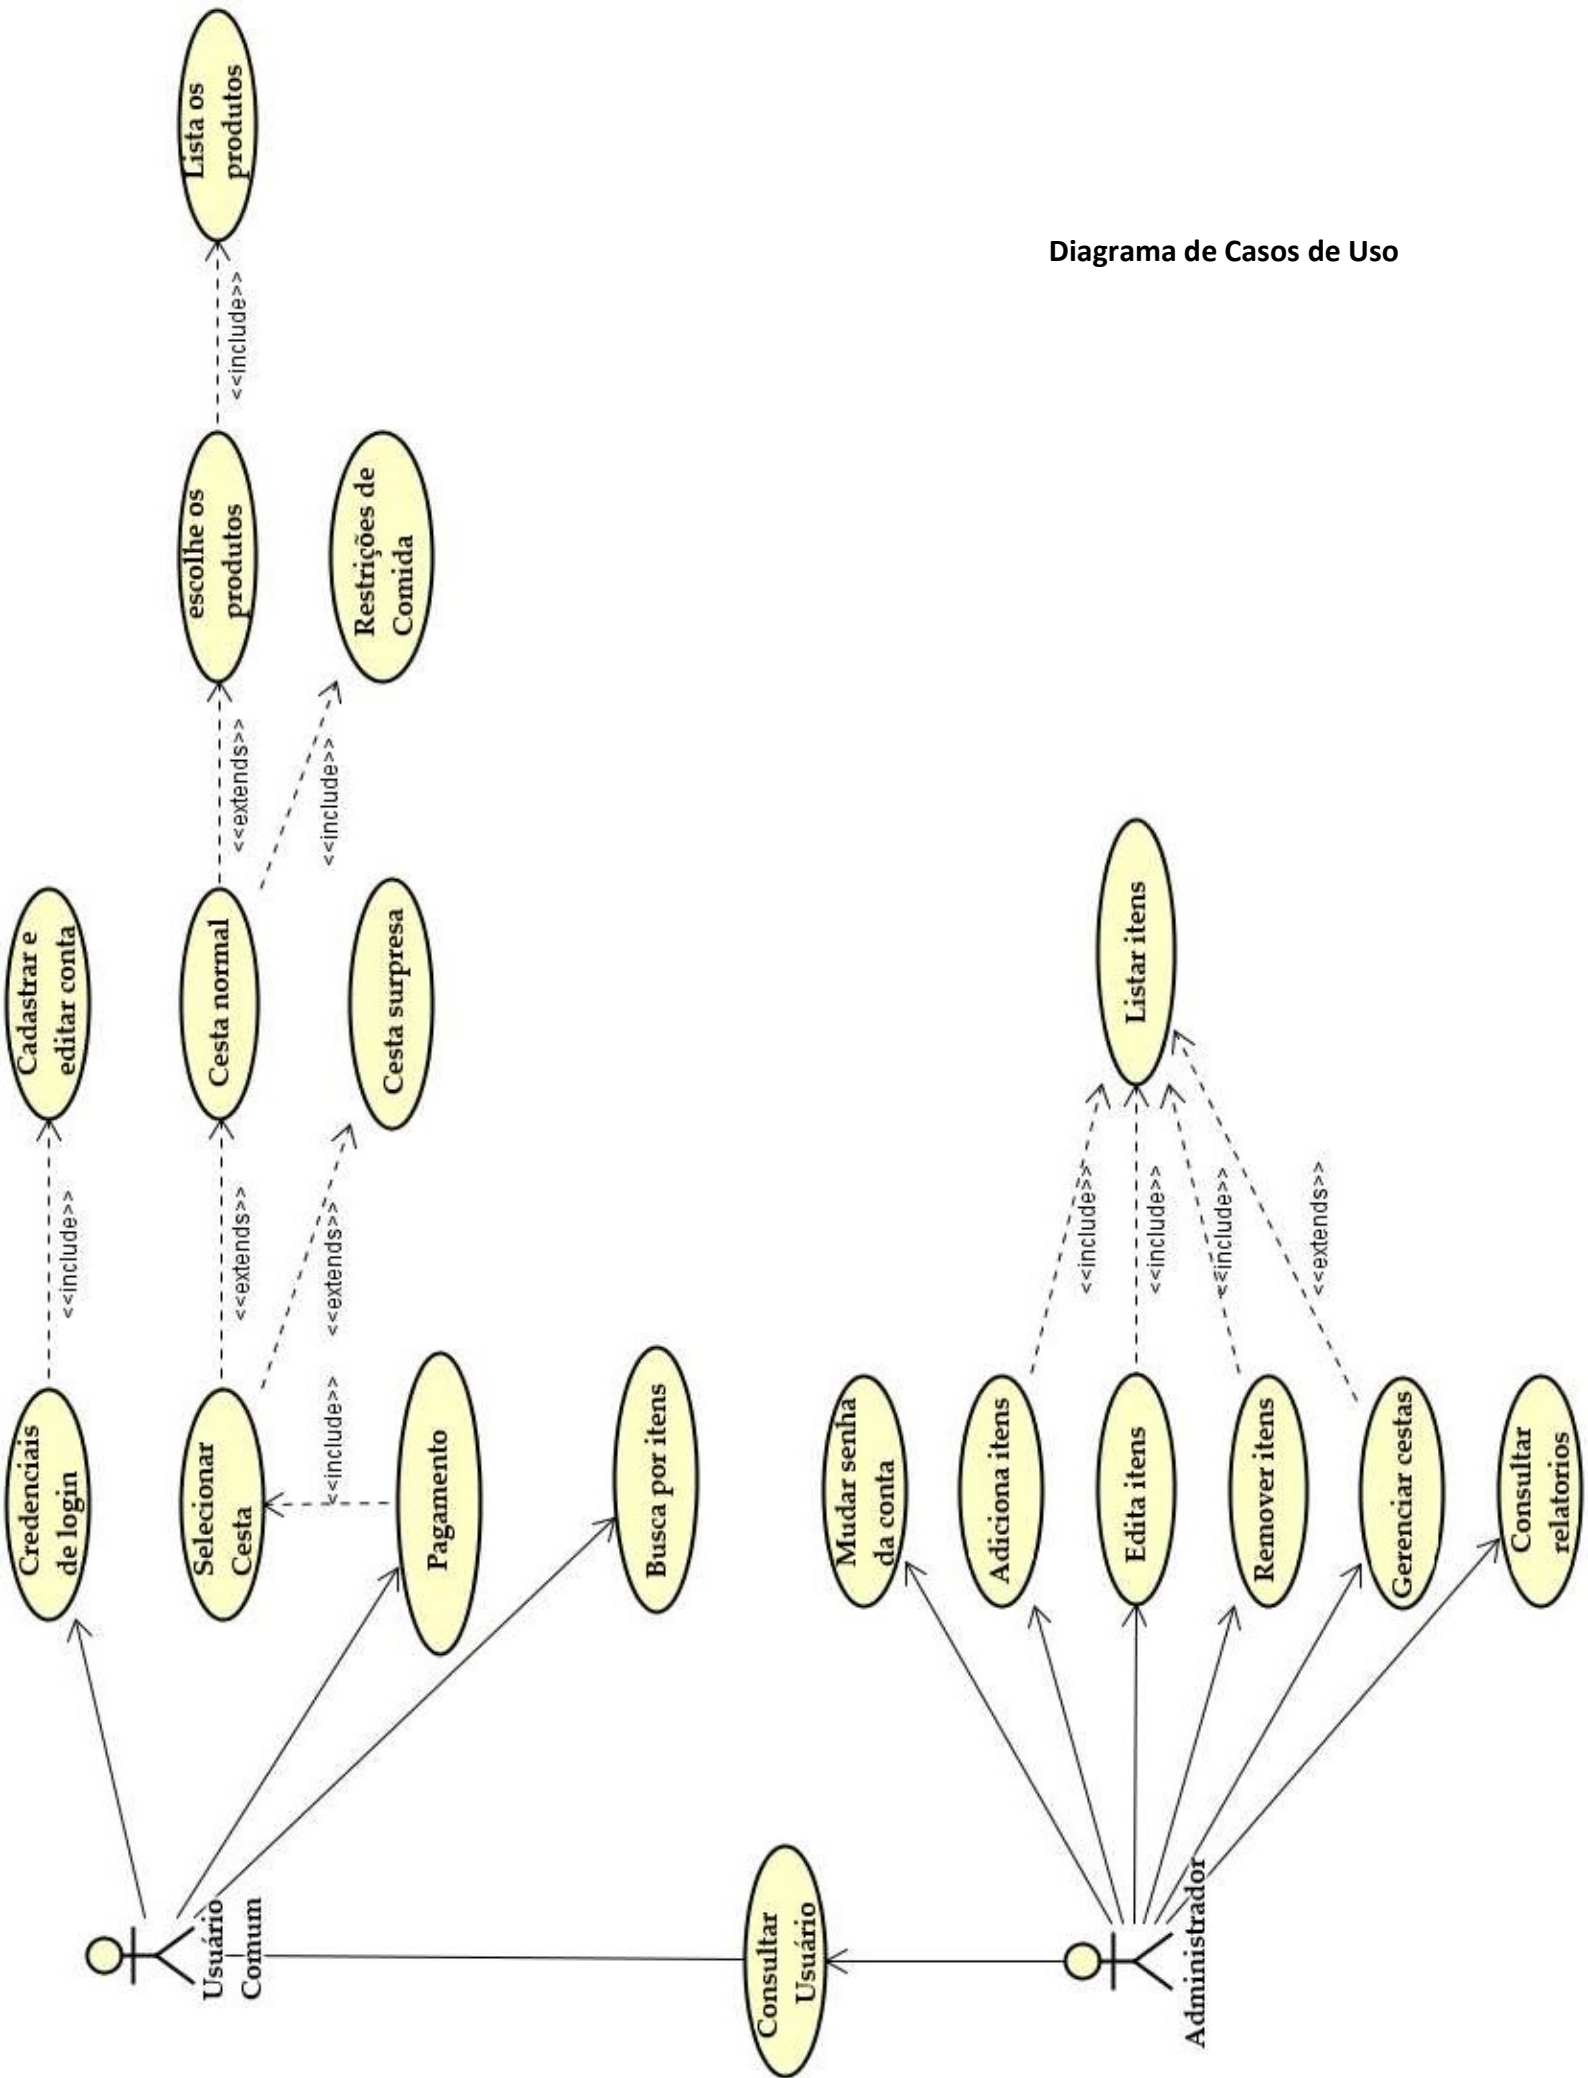 Diagrama de Casos de Uso
Credenciais
de login
<<include>>
Cadastrar e
editar conta
Selecionar
Cesta
<<extends>>
Cesta normal
<<extends>>
escolhe os
produtos
<<include>>
Lista os
produtos
<<include>>
Restrições de
Comida
<<extends>>
Cesta surpresa
<<include>>
Pagamento
Busca por itens
Usuário
Comum
Consultar
Usuário
Administrador
Mudar senha
da conta
Adiciona itens
<<include>>
Edita itens
<<include>>
Listar itens
Remover itens
<<include>>
Gerenciar cestas
<<extends>>
Consultar
relatorios